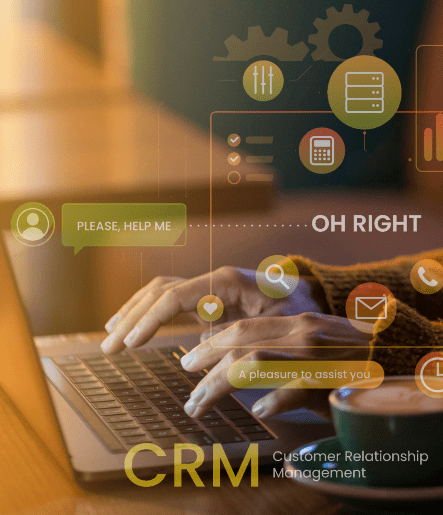 PLEASE, HELP ME
OH RIGHT
A pleasure to assist you
CRM
Customer Relationship
Management